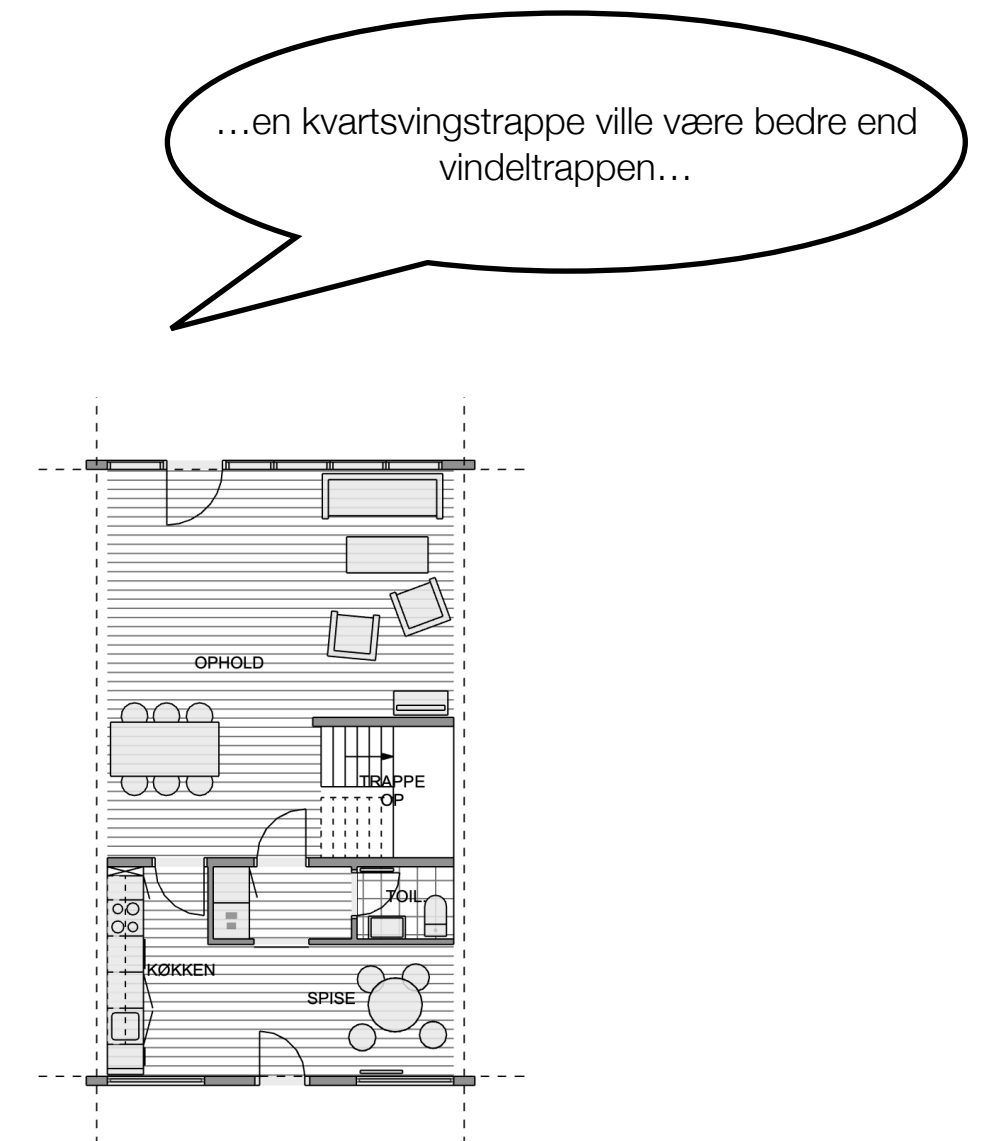 …en kvartsvingstrappe ville være bedre end
vindeltrappen…
OPHOLD
TRAPPE
OP
TOIL.
KØKKEN
SPISE